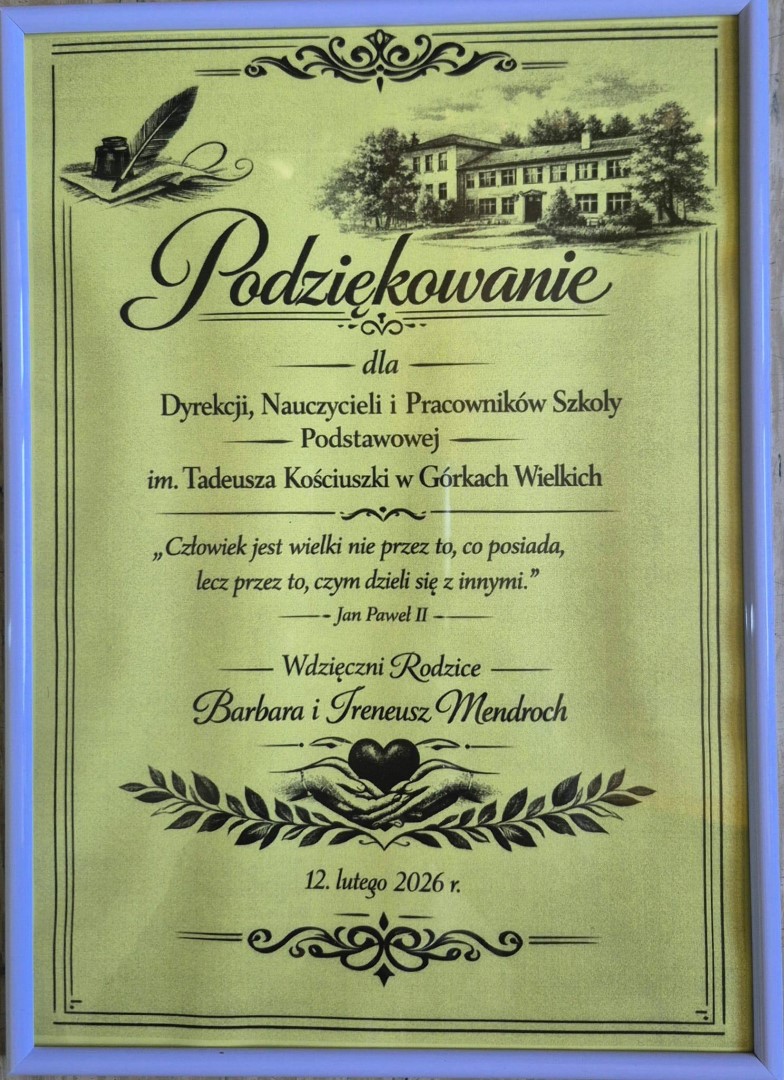 Podziękowanie
dla
Dyrekcji, Nauczycieli i Pracowników Szkoly
Podstawowej
im. Tadeusza Kościuszki w Górkach Wielkich
„Człowiek jest wielki nie przez to, co posiada,
lecz przez to, czym dzieli się z innymi.”
- Jan Paweł II -
Wdzięczni Rodzice
Barbara i Ireneusz Mendroch
12. lutego 2026 r.